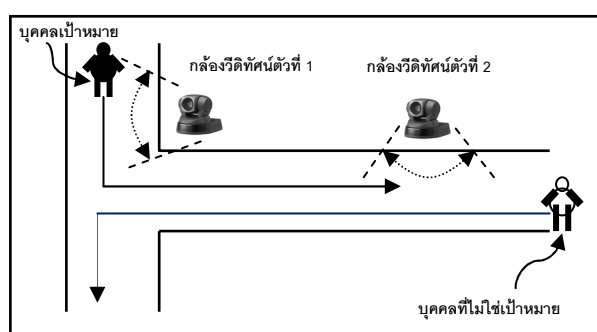 บุคคลเป้าหมาย
กล้องวีดิทัศน์ตัวที่ 1
กล้องวีดิทัศน์ตัวที่ 2
บุคคลที่ไม่ใช่เป้าหมาย